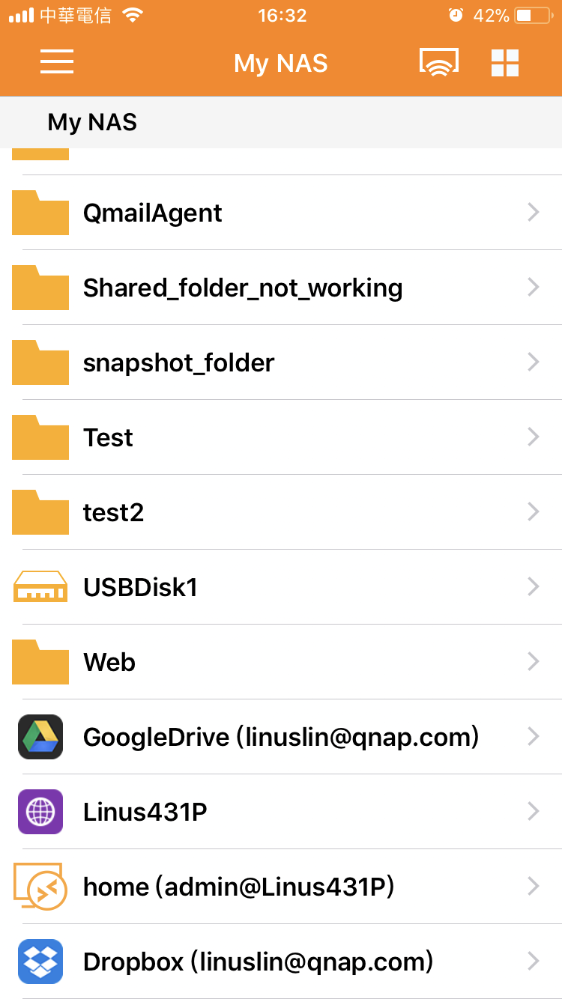 中華電信 16:32 42%
My NAS
My NAS
QmailAgent
Shared_folder_not_working
snapshot_folder
Test
test2
USBDisk1
Web
GoogleDrive (linuslin@qnap.com)
Linus431P
home (admin@Linus431P)
Dropbox (linuslin@qnap.com)